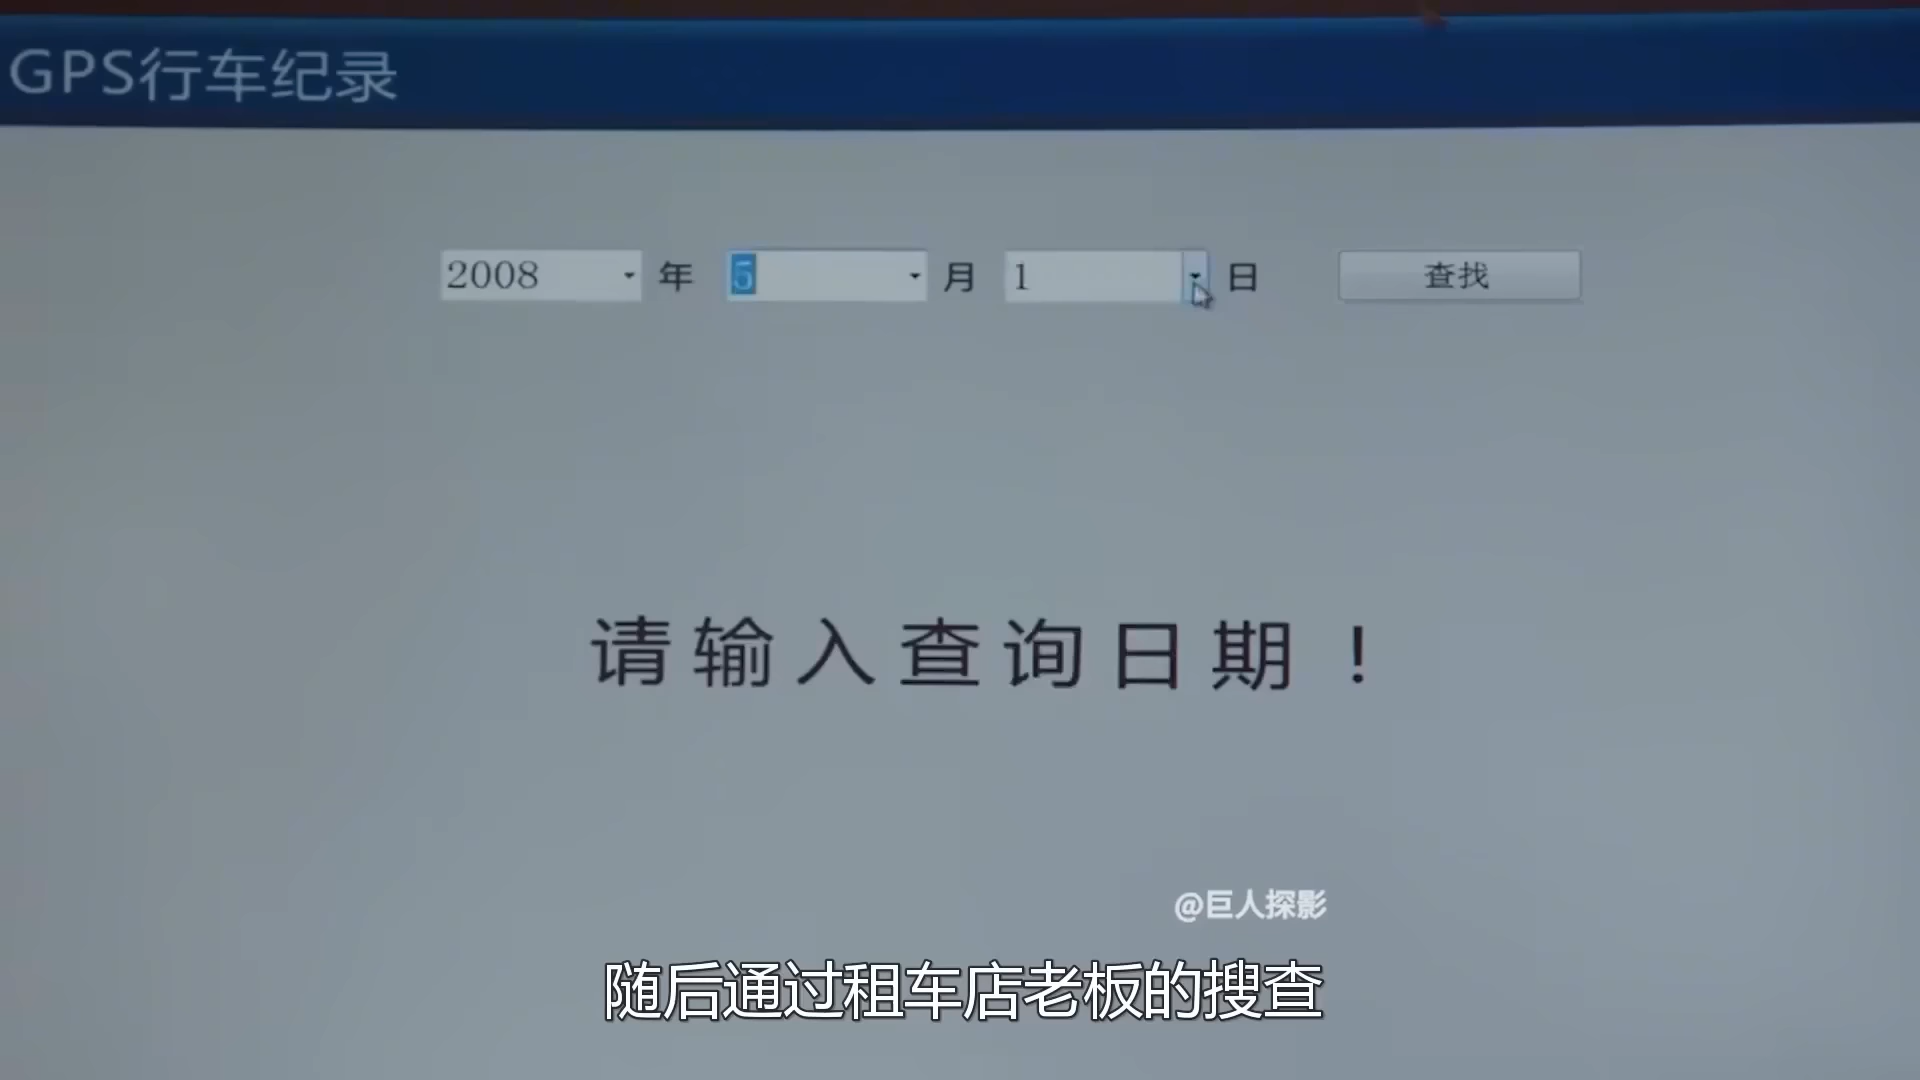 GPS行车纪录
2008 年 5 月 1 日 查找
请输入查询日期！
@巨人探影
随后通过租车店老板的搜查